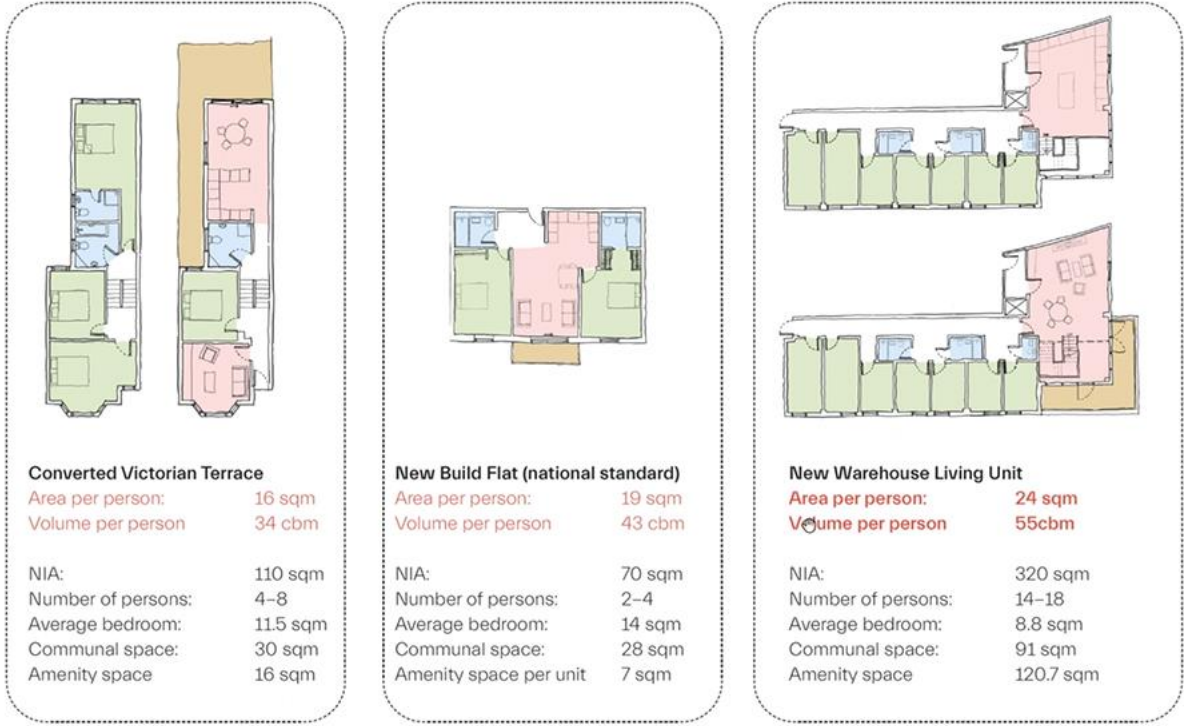 Converted Victorian Terrace
Area per person: 16 sqm
Volume per person 34 cbm
NIA: 110 sqm
Number of persons: 4–8
Average bedroom: 11.5 sqm
Communal space: 30 sqm
Amenity space 16 sqm
New Build Flat (national standard)
Area per person: 19 sqm
Volume per person 43 cbm
NIA: 70 sqm
Number of persons: 2–4
Average bedroom: 14 sqm
Communal space: 28 sqm
Amenity space per unit 7 sqm
New Warehouse Living Unit
Area per person: 24 sqm
Volume per person 55cbm
NIA: 320 sqm
Number of persons: 14–18
Average bedroom: 8.8 sqm
Communal space: 91 sqm
Amenity space 120.7 sqm